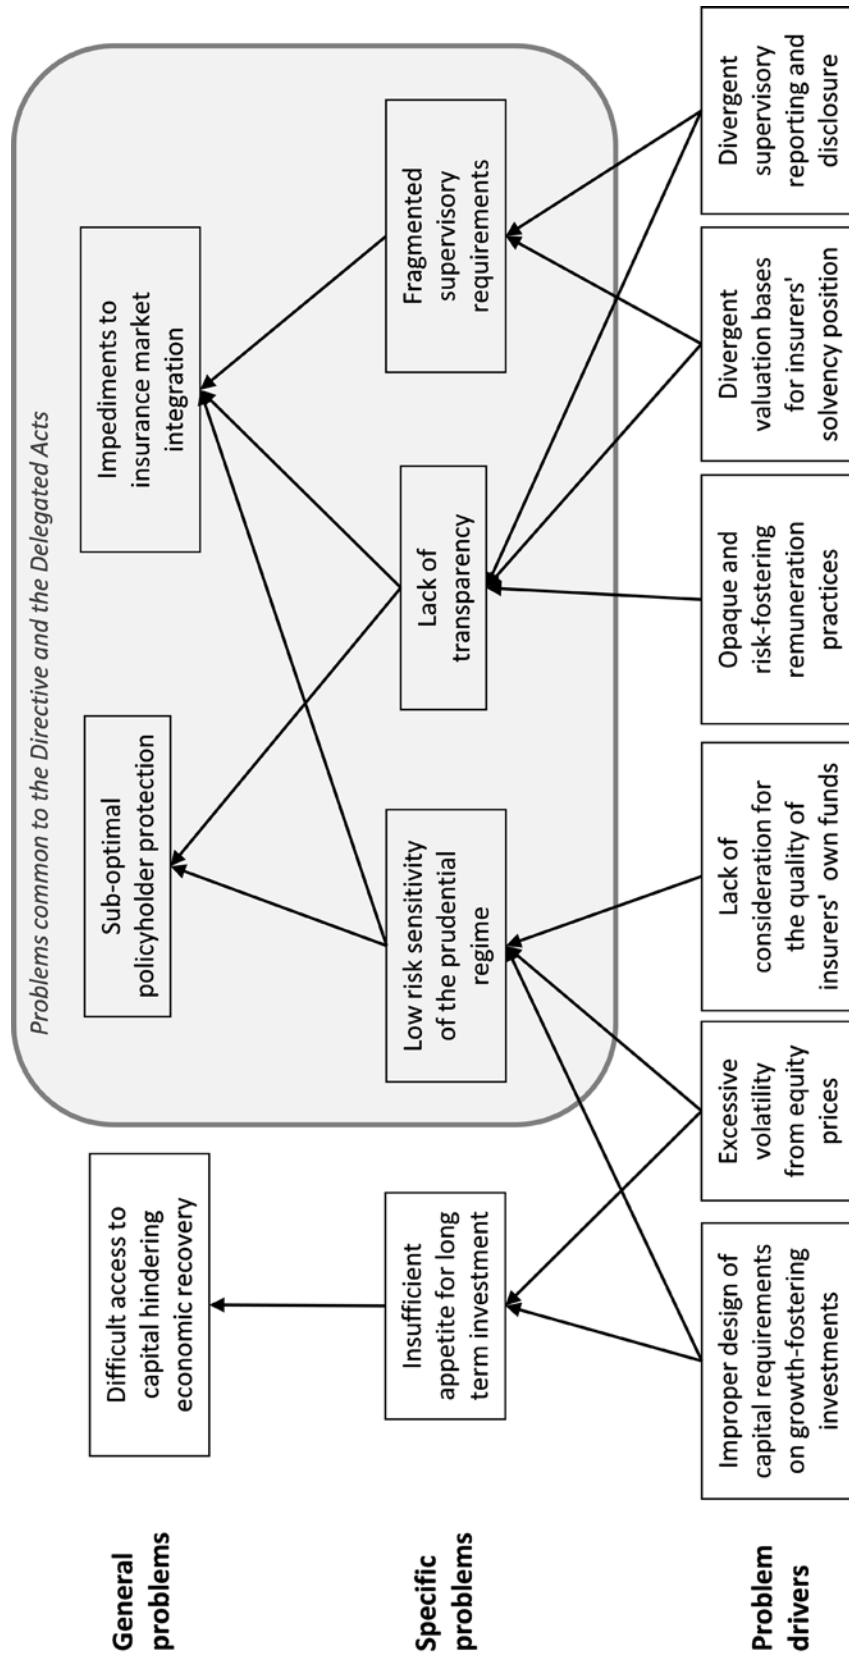 Problems common to the Directive and the Delegated Acts
General
problems
Difficult access to
capital hindering
economic recovery
Sub-optimal
policyholder protection
Impediments to
insurance market
integration
Specific
problems
Insufficient
appetite for long
term investment
Low risk sensitivity
of the prudential
regime
Lack of
transparency
Fragmented
supervisory
requirements
Problem
drivers
Improper design of
capital requirements
on growth-fostering
investments
Excessive
volatility
from equity
prices
Lack of
consideration for
the quality of
insurers' own funds
Opaque and
risk-fostering
remuneration
practices
Divergent
valuation bases
for insurers'
solvency position
Divergent
supervisory
reporting and
disclosure